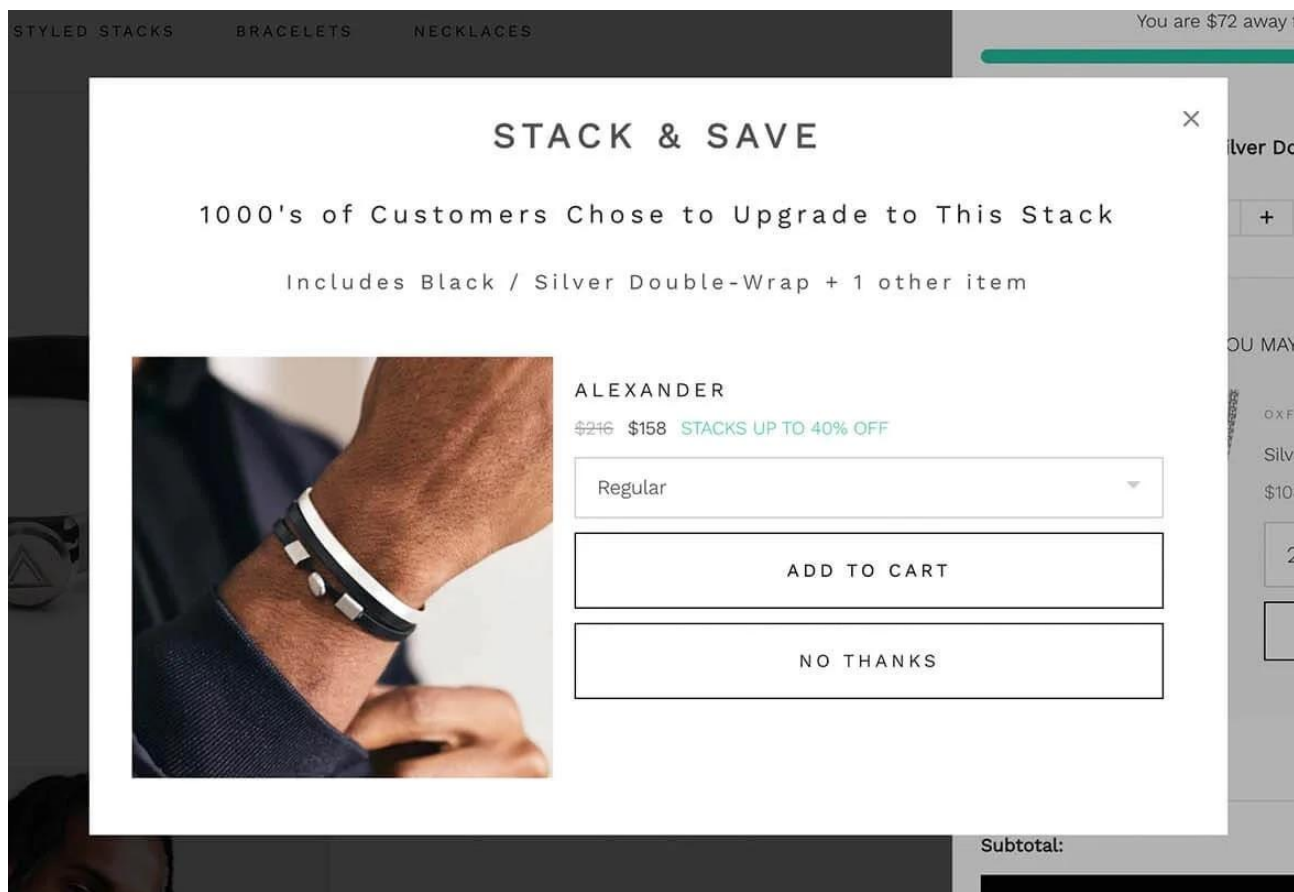 STYLED STACKS BRACELETS NECKLACES
You are $72 away
STACK & SAVE
1000's of Customers Chose to Upgrade to This Stack
Includes Black / Silver Double-Wrap + 1 other item
ALEXANDER
$216 $158 STACKS UP TO 40% OFF
Regular
ADD TO CART
NO THANKS
+
MAY
Subtotal: